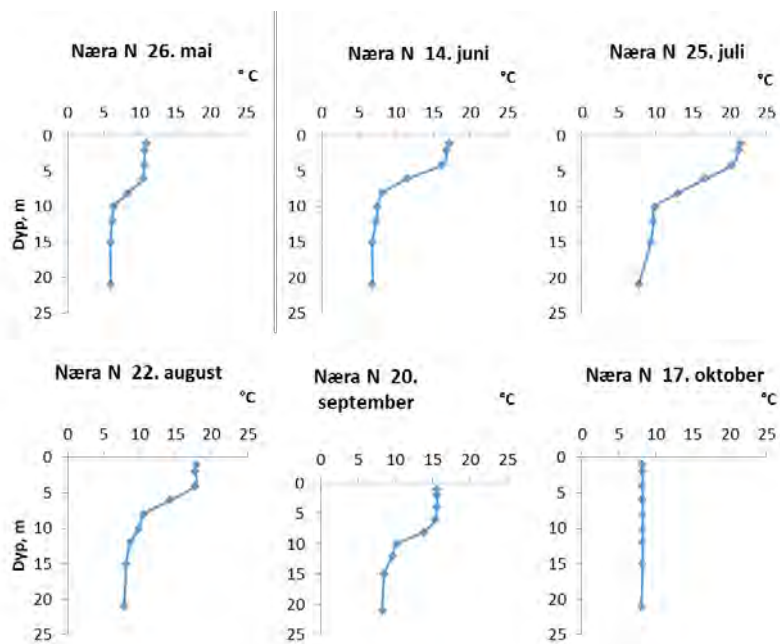 Næra N 26. mai
° C
0 5 10 15 20 25
0
5
10
15
20
25
Dyp, m
Næra N 14. juni
°C
0 5 10 15 20 25
0
5
10
15
20
25
Næra N 25. juli
°C
0 5 10 15 20 25
0
5
10
15
20
25
Næra N 22. august
°C
0 5 10 15 20 25
0
5
10
15
20
25
Dyp, m
Næra N 20.
september
°C
0 5 10 15 20 25
0
5
10
15
20
25
Næra N 17. oktober
°C
0 5 10 15 20 25
0
5
10
15
20
25